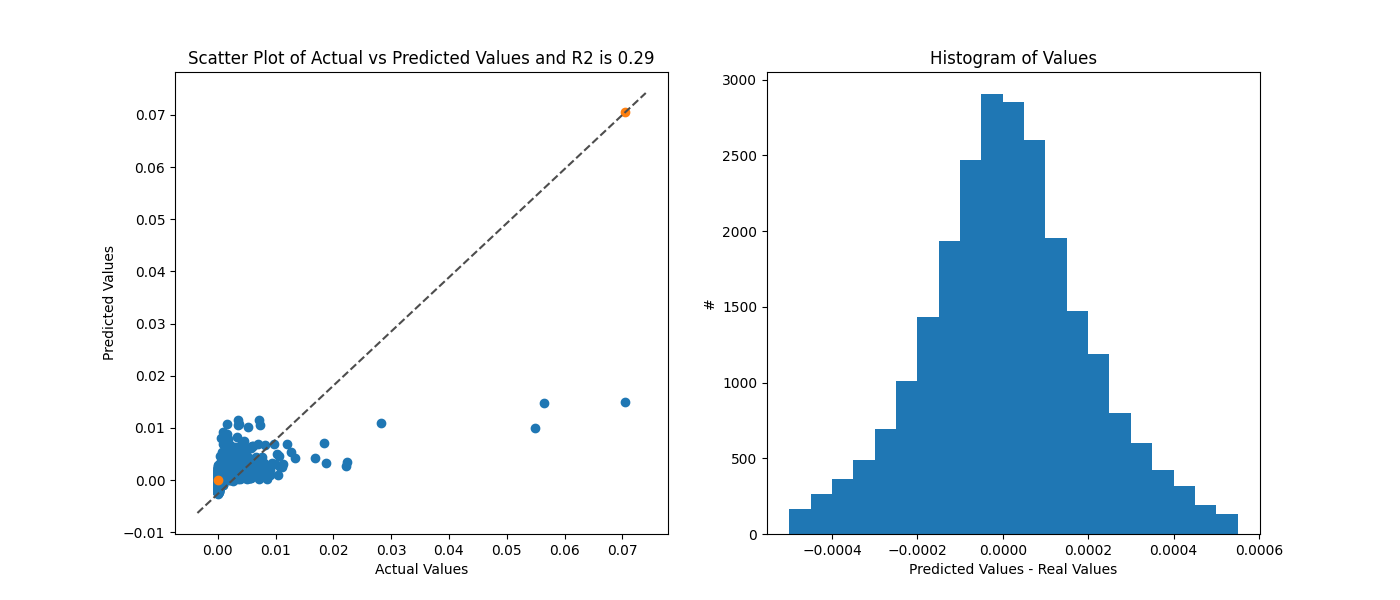 Scatter Plot of Actual vs Predicted Values and R2 is 0.29
Predicted Values
0.07
0.06
0.05
0.04
0.03
0.02
0.01
0.00
−0.01
0.00 0.01 0.02 0.03 0.04 0.05 0.06 0.07
Actual Values
Histogram of Values
#
3000
2500
2000
1500
1000
500
0
−0.0004 −0.0002 0.0000 0.0002 0.0004 0.0006
Predicted Values - Real Values